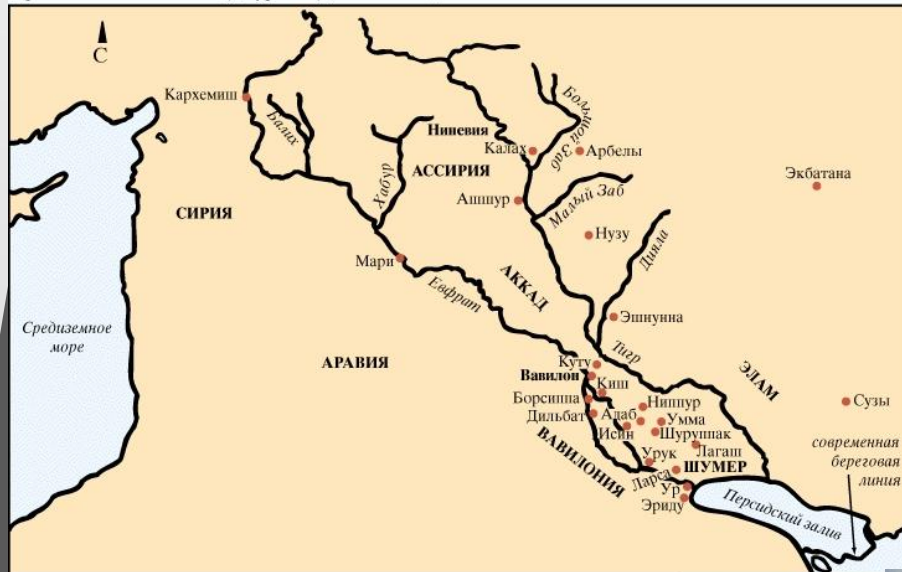 С
Кархемиш
Балих
Хабур
Ниневия
Калах
Большой Заб
Арбелы
АССИРИЯ
Ашшур
Малый Заб
Экбатана
СИРИЯ
Нузу
Дияла
Мари
Евфрат
АККАД
Эшнунна
Средиземное
море
АРАВИЯ
Тигр
Куту
Вавилон
Киш
ЭЛАМ
Борсиппа
Дильбат
Адаб
Ниппур
Умма
Исин
Шуруппак
Лагаш
Сузы
ВАВИЛОНИЯ
Урук
Ларса
ШУМЕР
Ур
Эриду
Персидский залив
современная
береговая
линия